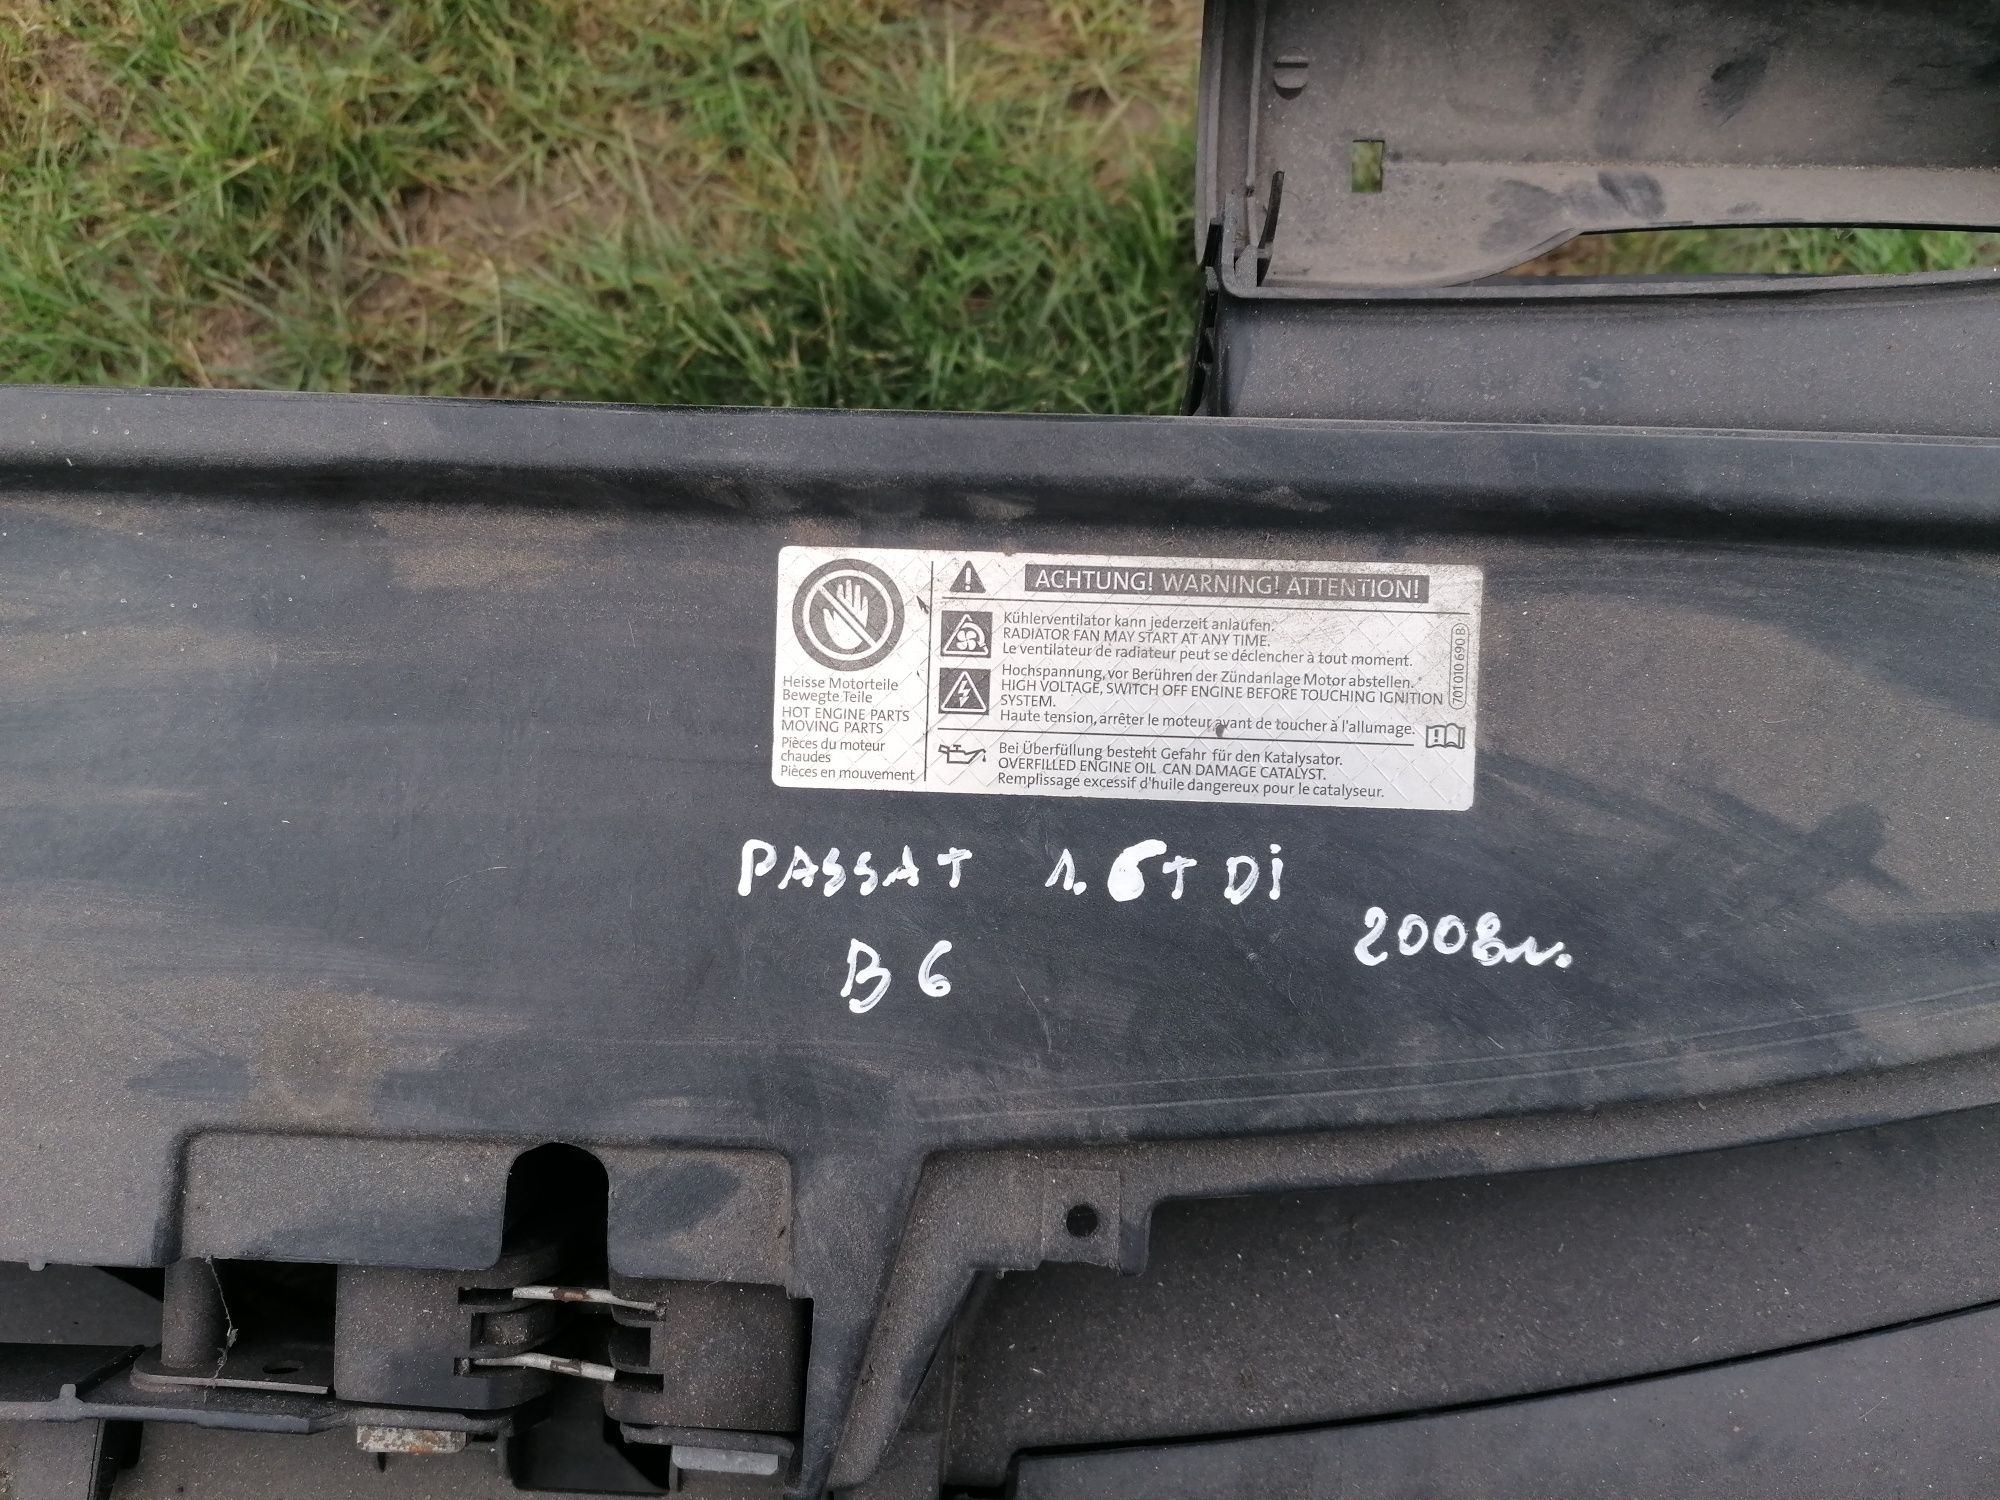 ACHTUNG! WARNING! ATTENTION!
Kühlerventilator kann jederzeit anlaufen.
RADIATOR FAN MAY START AT ANY TIME.
Le ventilateur de radiateur peut se déclencher à tout moment.
Hochspannung, vor Berühren der Zündanlage Motor abstellen.
HIGH VOLTAGE, SWITCH OFF ENGINE BEFORE TOUCHING IGNITION
SYSTEM.
Haute tension, arrêter le moteur avant de toucher à l'allumage.
Bei Überfüllung besteht Gefahr für den Katalysator.
OVERFILLED ENGINE OIL CAN DAMAGE CATALYST.
Remplissage excessif d'huile dangereux pour le catalyseur.
701 010 690 B
Heisse Motorteile
Bewegte Teile
HOT ENGINE PARTS
MOVING PARTS
Pièces du moteur
chaudes
Pièces en mouvement
PASSAT 1.6TDi
B6
2008